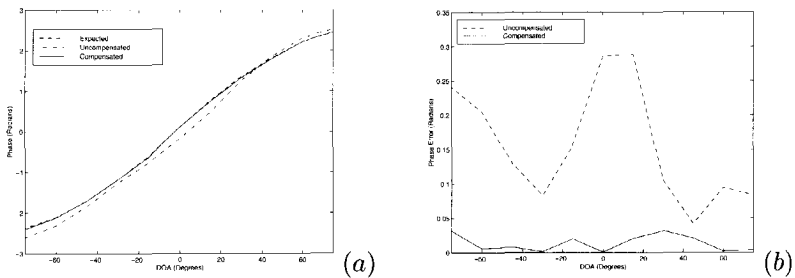 3
2
1
0
-1
2
-3
Expected
Uncompensated
Compensated
Phase (Radians)
-60 -40 -20 0 20 40 60
DOA (Degrees)
(a)
0.35
0.3
0.25
0.2
0.15
0.1
0.05
0
Uncompensated
Compensated
Phase Error (Radians)
-60 -40 -20 0 20 40 60
DOA (Degrees)
(b)